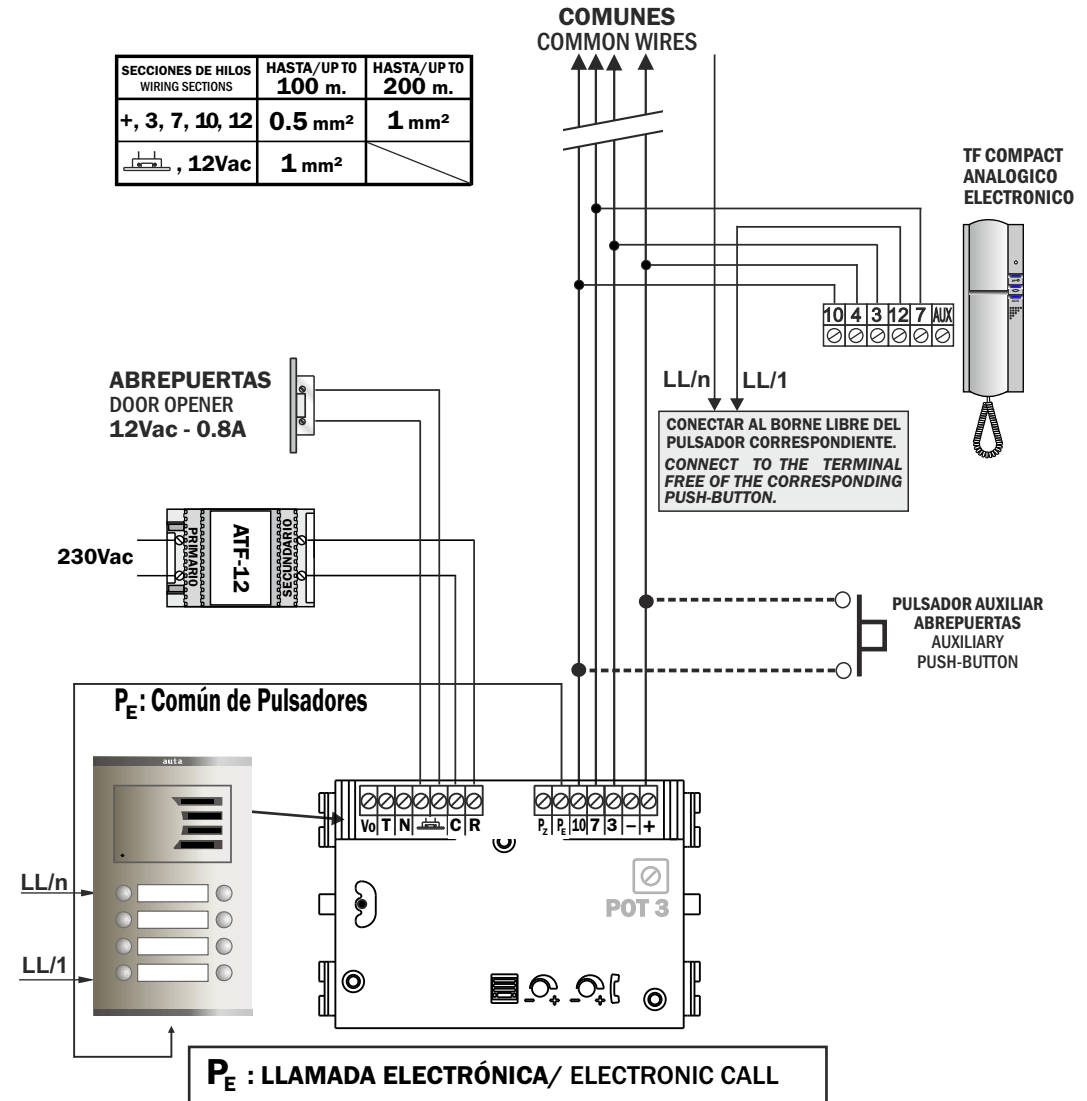 COMUNES
COMMON WIRES
SECCIONES DE HILOS
WIRING SECTIONS
HASTA/UP TO
100 m.
HASTA/UP TO
200 m.
+, 3, 7, 10, 12
0.5 mm²
1 mm²
, 12Vac
1 mm²
TF COMPACT
ANALOGICO
ELECTRONICO
10 4 3 12 7 AUX
LL/n
LL/1
CONECTAR AL BORNE LIBRE DEL
PULSADOR CORRESPONDIENTE.
CONNECT TO THE TERMINAL
FREE OF THE CORRESPONDING
PUSH-BUTTON.
ABREPUERTAS
DOOR OPENER
12Vac - 0.8A
230Vac
PRIMARIO
ATF-12
SECUNDARIO
PULSADOR AUXILIAR
ABREPUERTAS
AUXILIARY
PUSH-BUTTON
PE: Común de Pulsadores
auta
Vo T N C R
PZ PE 10 7 3 - +
POT 3
LL/n
LL/1
- + - +
PE : LLAMADA ELECTRÓNICA/ ELECTRONIC CALL